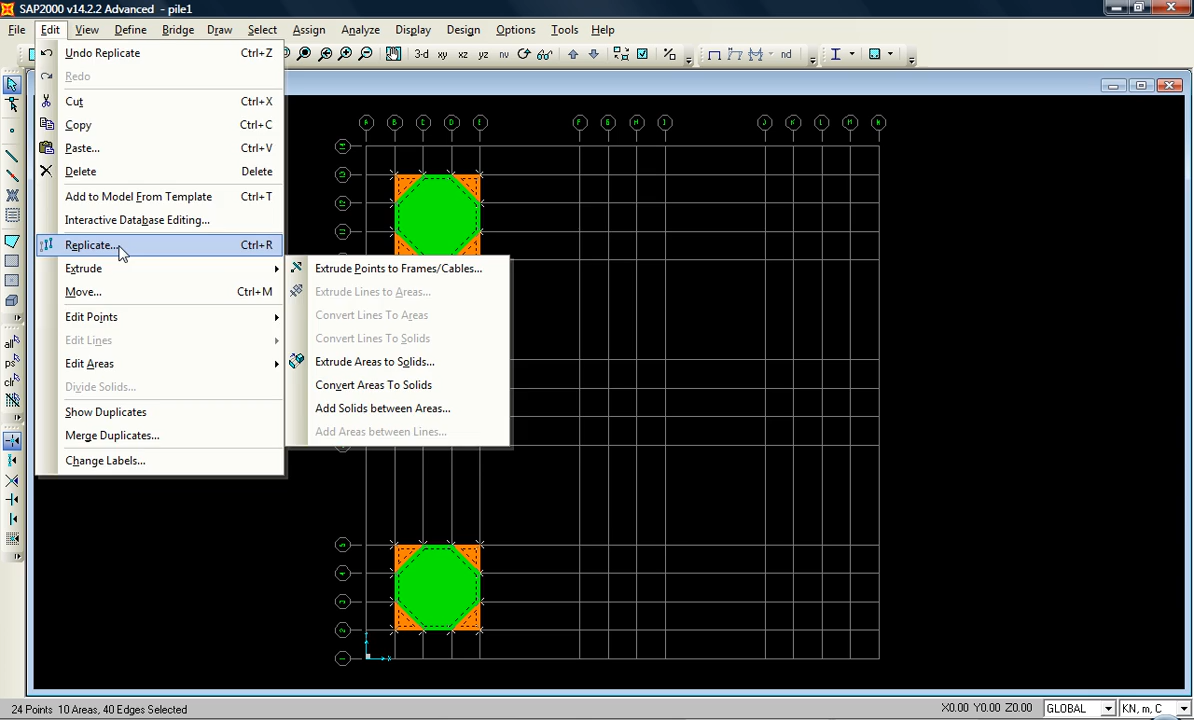 SAP2000 v14.2.2 Advanced - pile1
File Edit View Define Bridge Draw Select Assign Analyze Display Design Options Tools Help
3-d xy xz yz nv nd
Undo Replicate Ctrl+Z
Redo
Cut Ctrl+X
Copy Ctrl+C
Paste... Ctrl+V
Delete Delete
Add to Model From Template Ctrl+T
Interactive Database Editing...
Replicate... Ctrl+R
Extrude
Move... Ctrl+M
Edit Points
Edit Lines
Edit Areas
Divide Solids...
Show Duplicates
Merge Duplicates...
Change Labels...
Extrude Points to Frames/Cables...
Extrude Lines to Areas...
Convert Lines To Areas
Convert Lines To Solids
Extrude Areas to Solids...
Convert Areas To Solids
Add Solids between Areas...
Add Areas between Lines...
all
ps
clr
A B C D E F G H I J K L M N
24 Points 10 Areas, 40 Edges Selected
X0.00 Y0.00 Z0.00
GLOBAL
KN, m, C